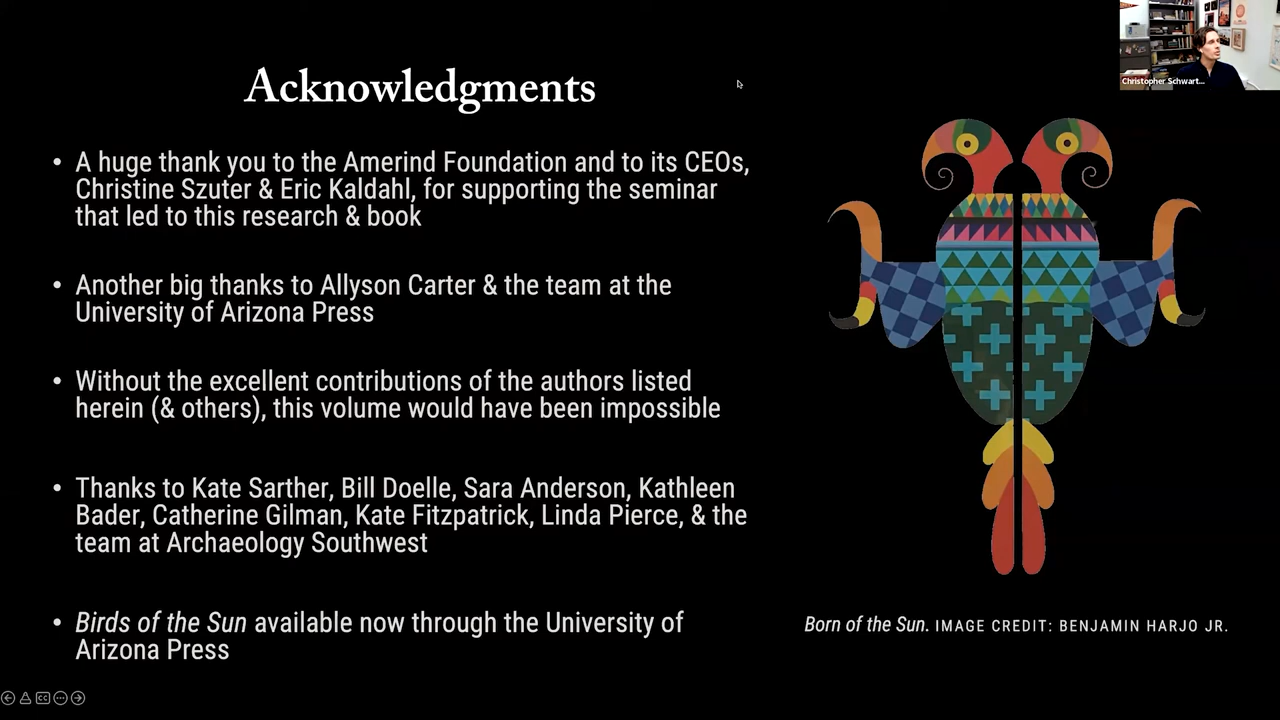 Christopher Schwart...
Acknowledgments
• A huge thank you to the Amerind Foundation and to its CEOs,
Christine Szuter & Eric Kaldahl, for supporting the seminar
that led to this research & book
• Another big thanks to Allyson Carter & the team at the
University of Arizona Press
• Without the excellent contributions of the authors listed
herein (& others), this volume would have been impossible
• Thanks to Kate Sarther, Bill Doelle, Sara Anderson, Kathleen
Bader, Catherine Gilman, Kate Fitzpatrick, Linda Pierce, & the
team at Archaeology Southwest
• Birds of the Sun available now through the University of
Arizona Press
Born of the Sun. IMAGE CREDIT: BENJAMIN HARJO JR.